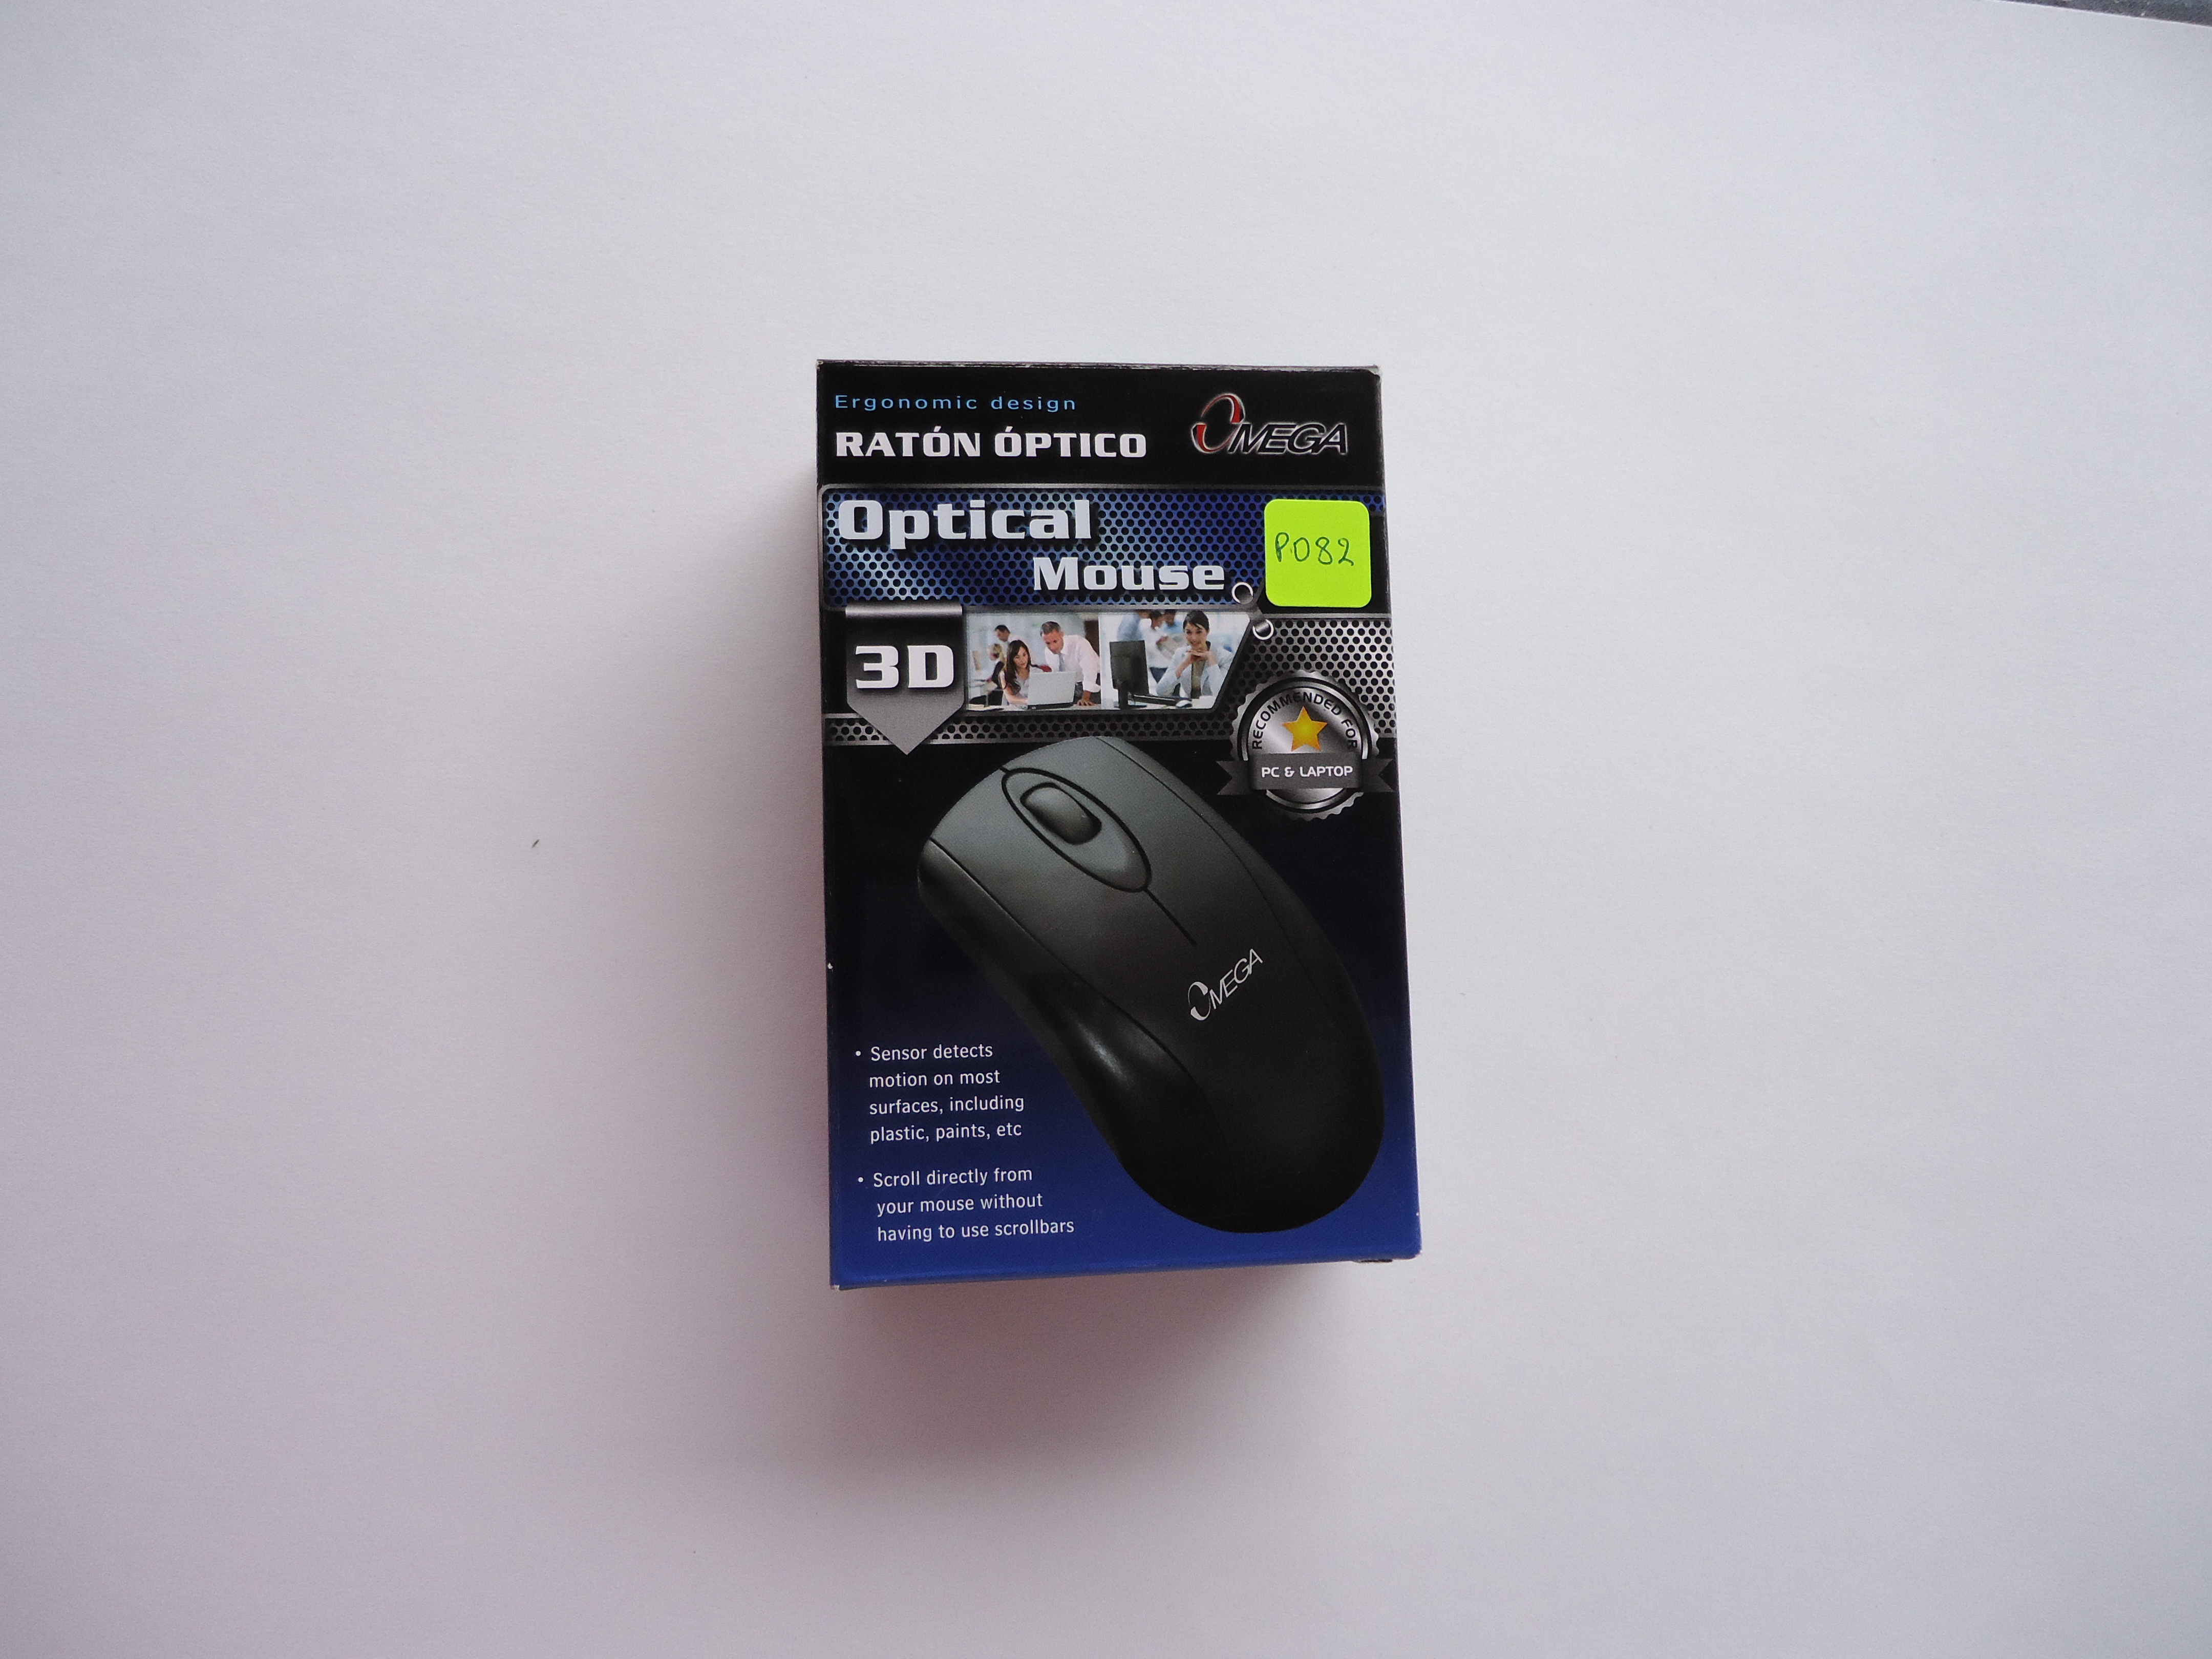 Ergonomic design
RATÓN ÓPTICO
OMEGA
Optical
Mouse
P082
3D
RECOMMENDED FOR
PC & LAPTOP
OMEGA
• Sensor detects
motion on most
surfaces, including
plastic, paints, etc
• Scroll directly from
your mouse without
having to use scrollbars